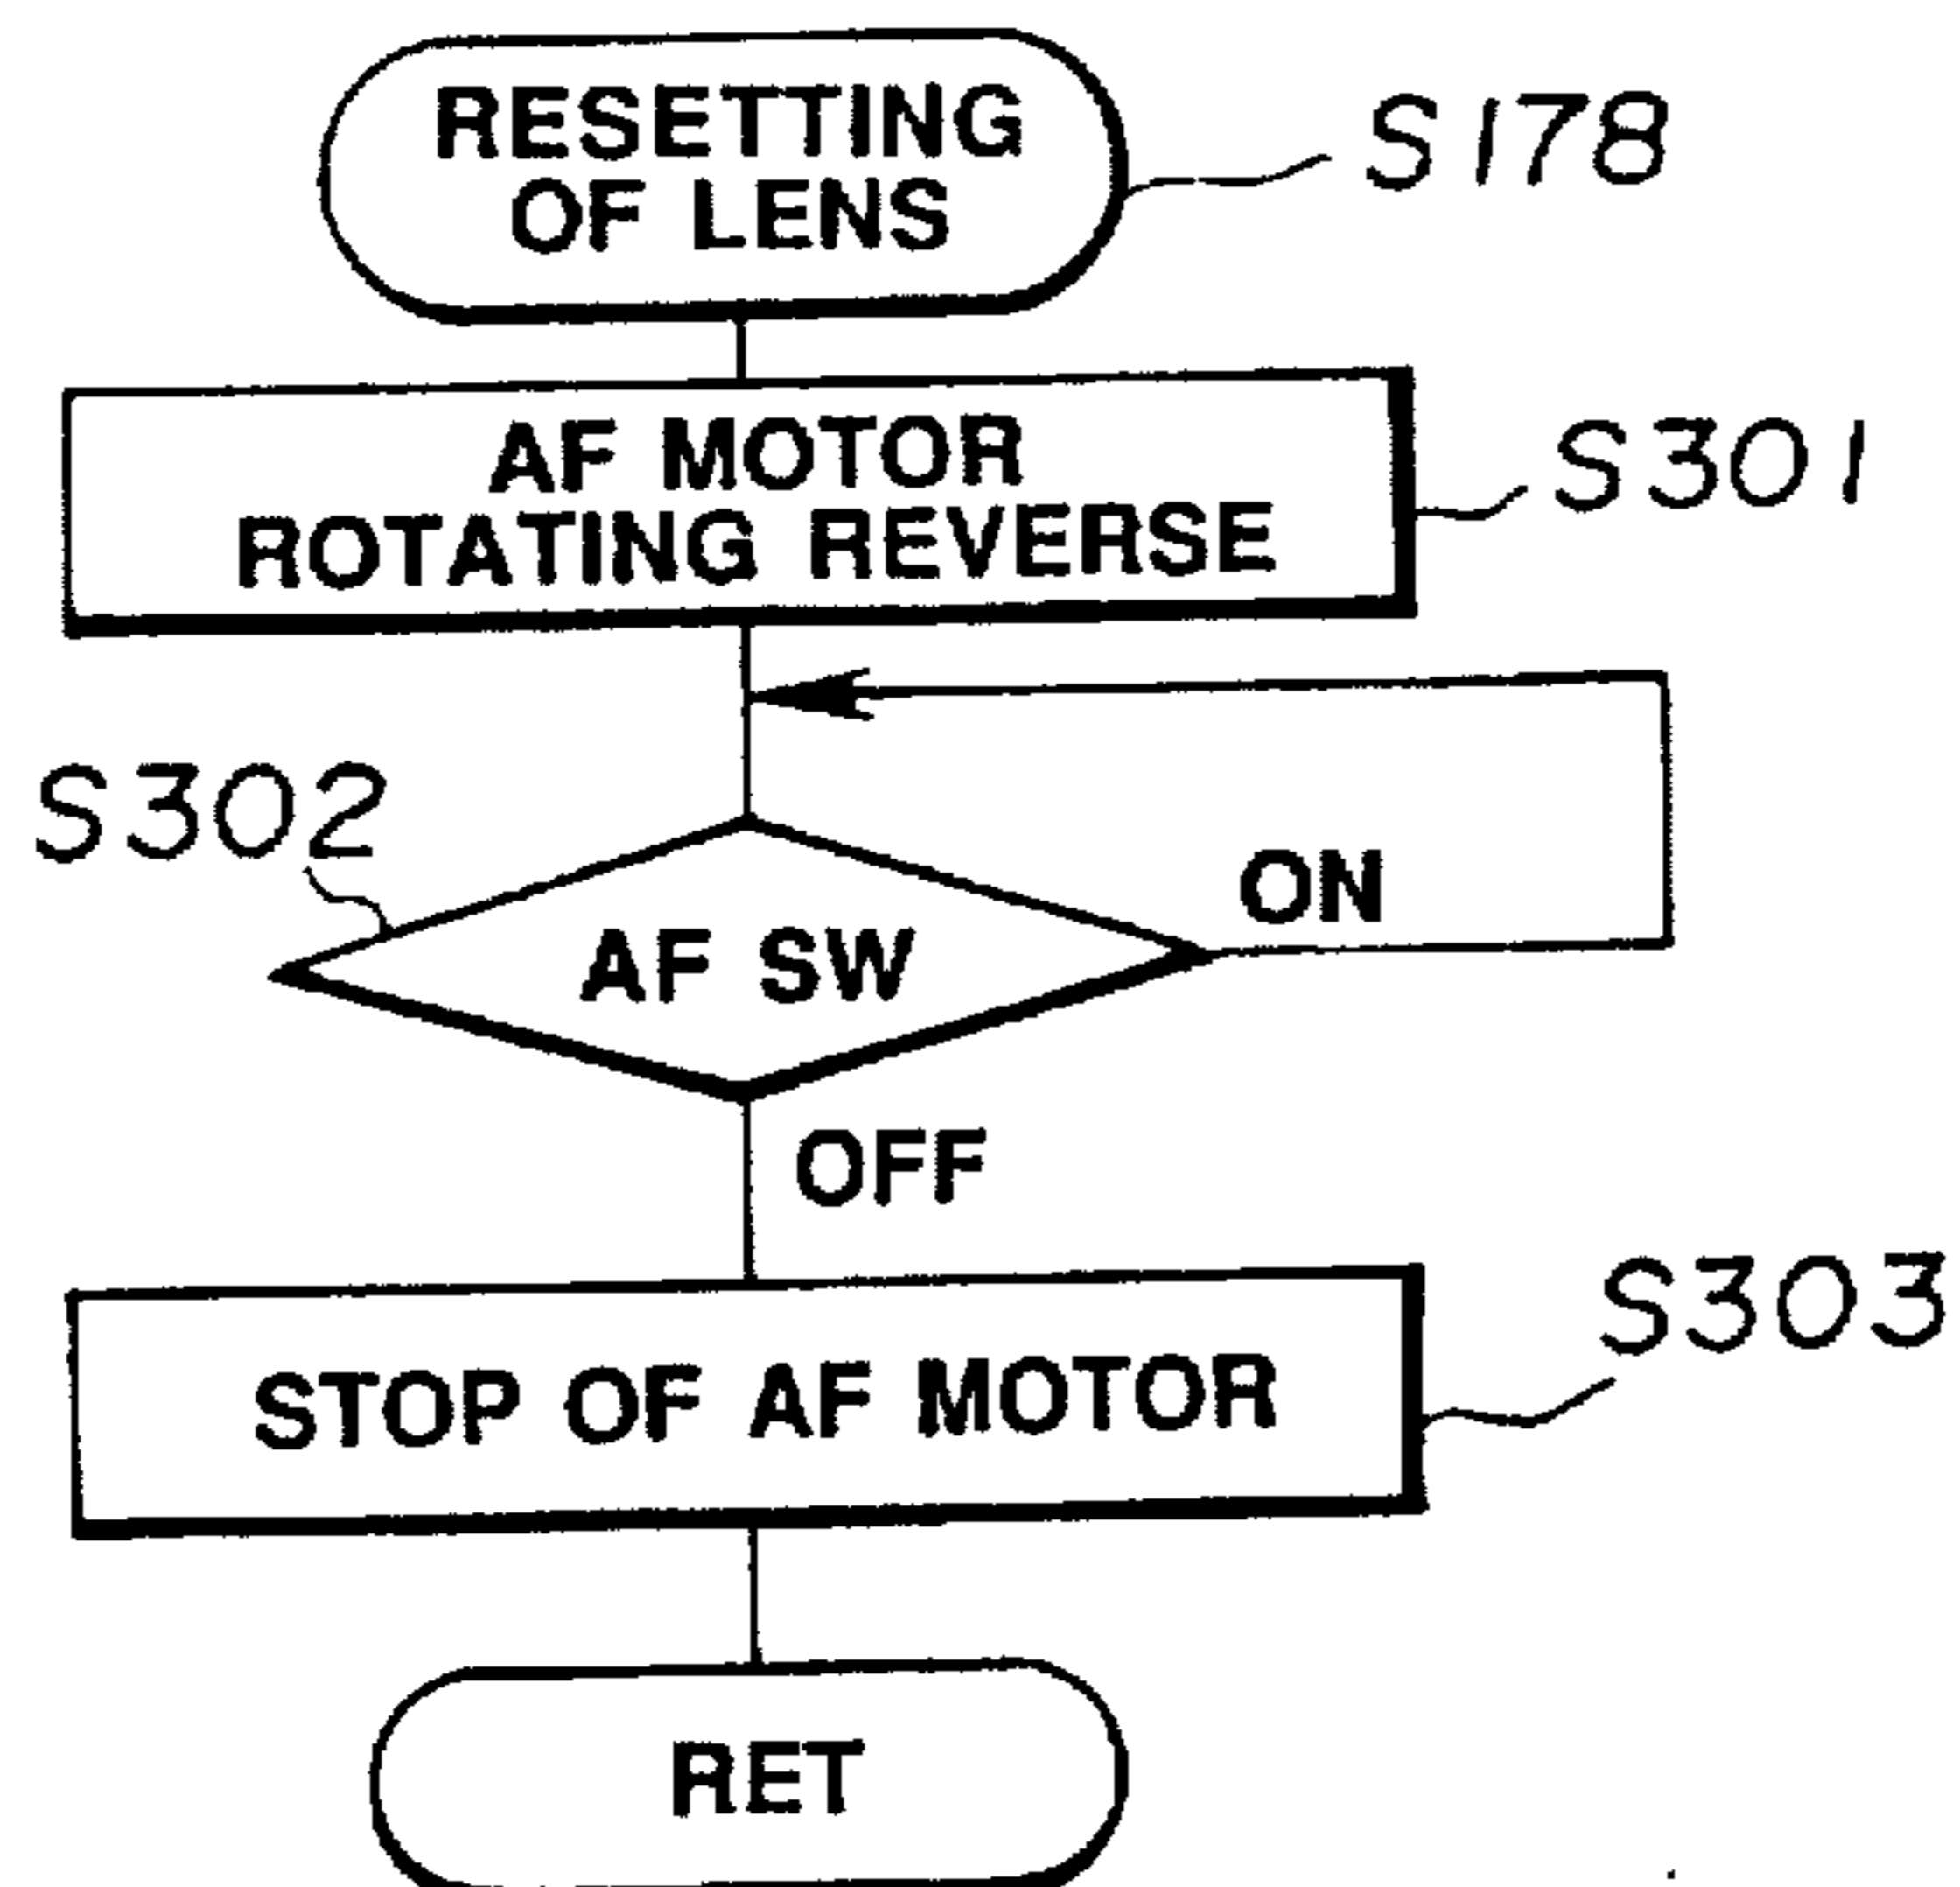 RESETTING
OF LENS
S178
AF MOTOR
ROTATING REVERSE
S301
S302
ON
AF SW
OFF
S303
STOP OF AF MOTOR
RET